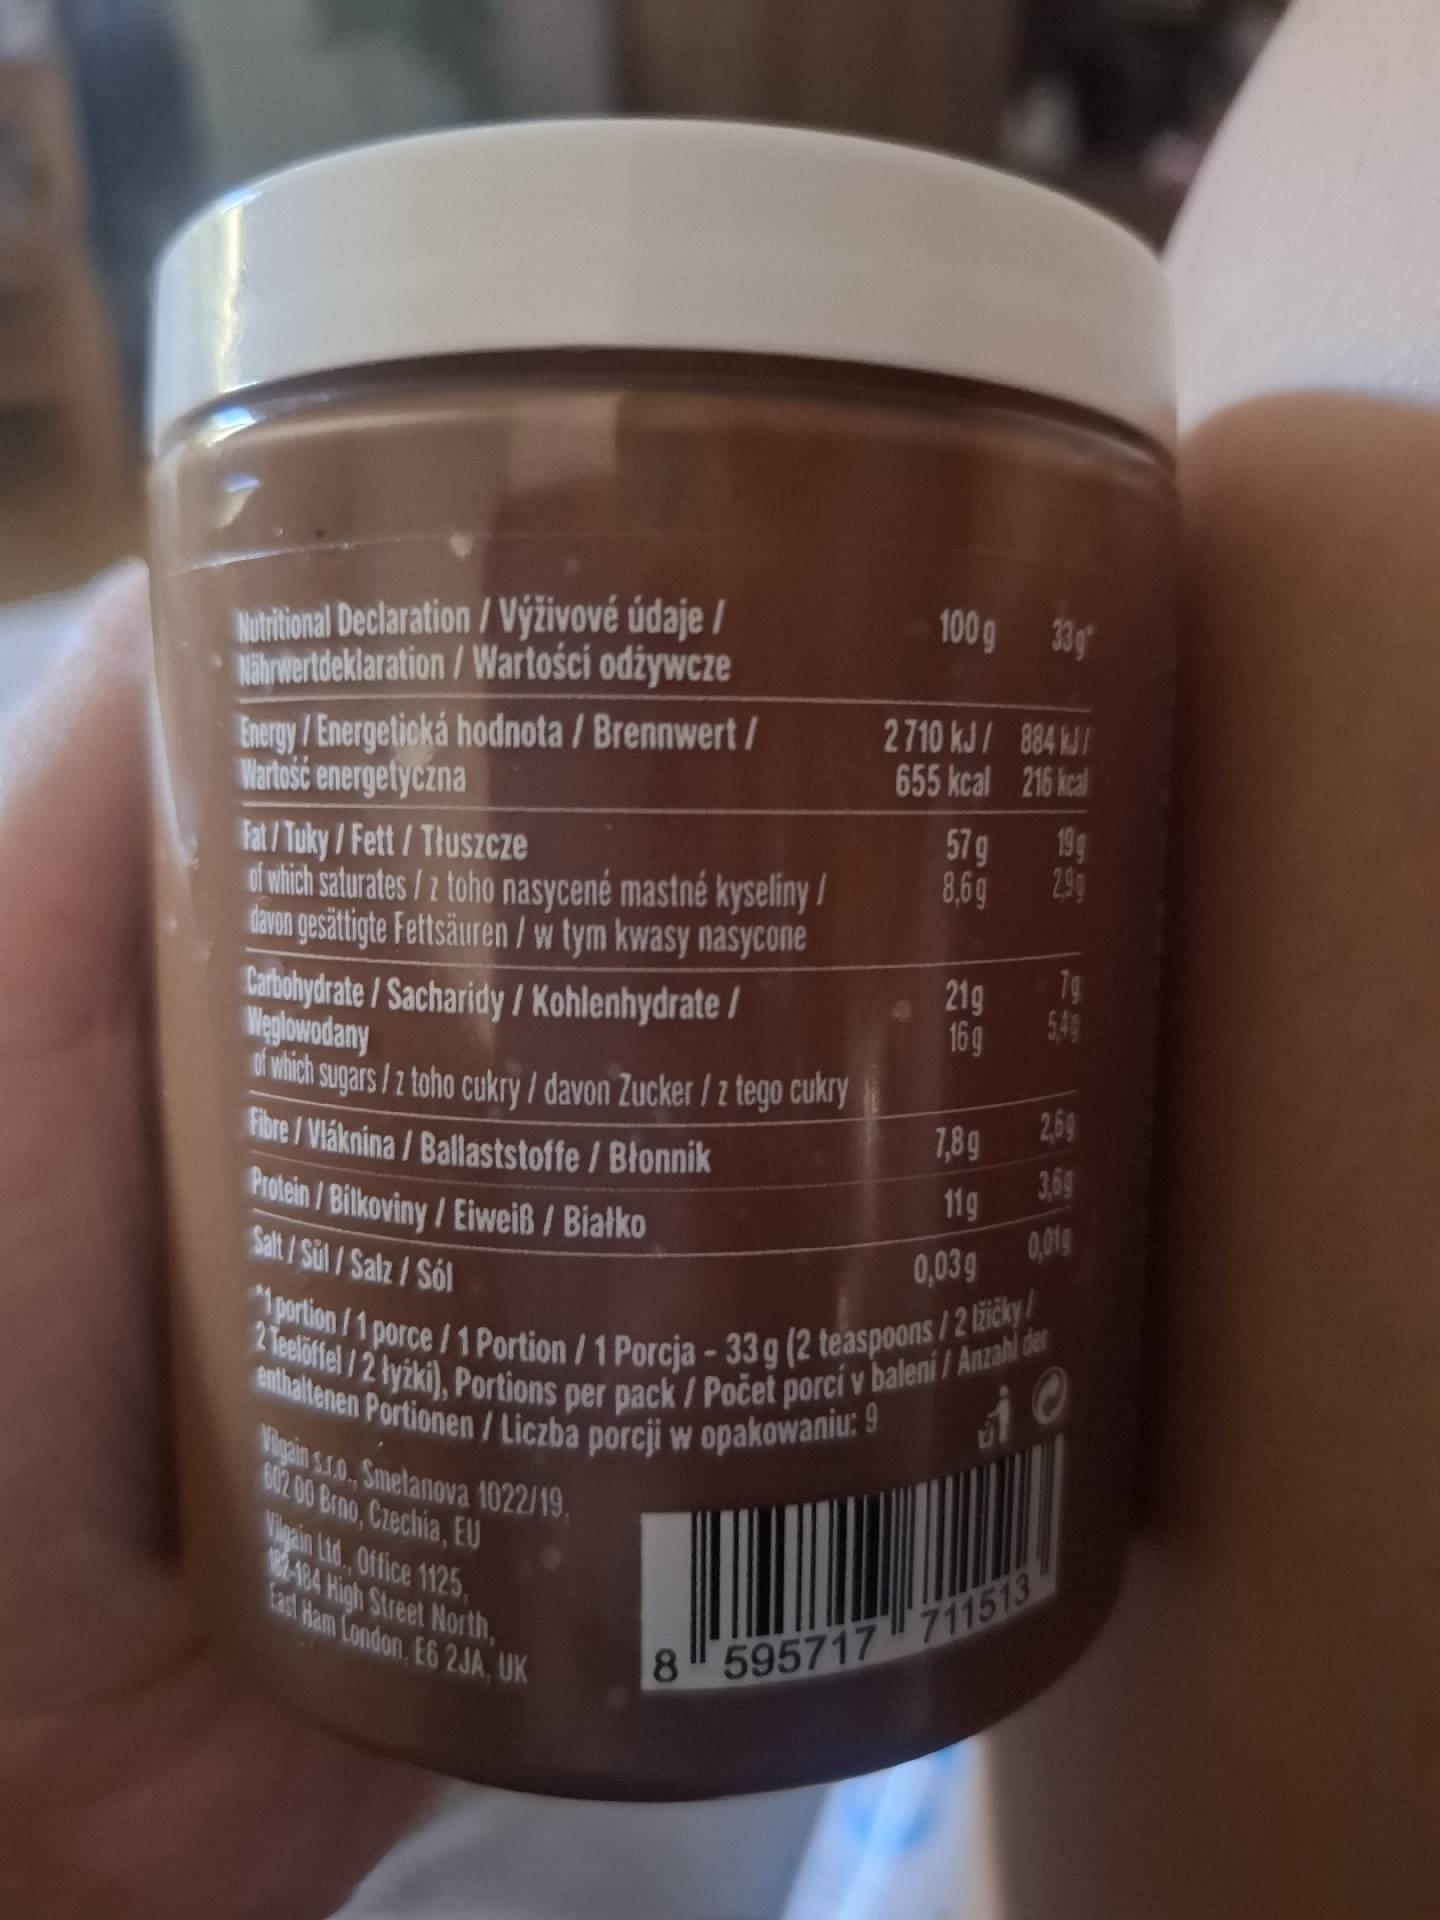 Nutritional Declaration / Výživové údaje / 100 g 33 g*
Nährwertdeklaration / Wartości odżywcze
Energy / Energetická hodnota / Brennwert / 2 710 kJ / 884 kJ /
Wartość energetyczna 655 kcal 216 kcal
Fat / Tuky / Fett / Tłuszcze 57 g 19 g
of which saturates / z toho nasycené mastné kyseliny / 8,6 g 2,9 g
davon gesättigte Fettsäuren / w tym kwasy nasycone
Carbohydrate / Sacharidy / Kohlenhydrate / 21 g 7 g
Węglowodany 16 g 5,4 g
of which sugars / z toho cukry / davon Zucker / z tego cukry
Fibre / Vláknina / Ballaststoffe / Błonnik 7,8 g 2,6 g
Protein / Bílkoviny / Eiweiß / Białko 11 g 3,6 g
Salt / Sůl / Salz / Sól 0,03 g 0,01 g
*1 portion / 1 porce / 1 Portion / 1 Porcja - 33 g (2 teaspoons / 2 lžičky /
2 Teelöffel / 2 łyżki), Portions per pack / Počet porcí v balení / Anzahl der
enthaltenen Portionen / Liczba porcji w opakowaniu: 9
Vilgain s.r.o., Smetanova 1022/19,
602 00 Brno, Czechia, EU
Vilgain Ltd., Office 1125,
182-184 High Street North,
East Ham London, E6 2JA, UK
8 595717 711513